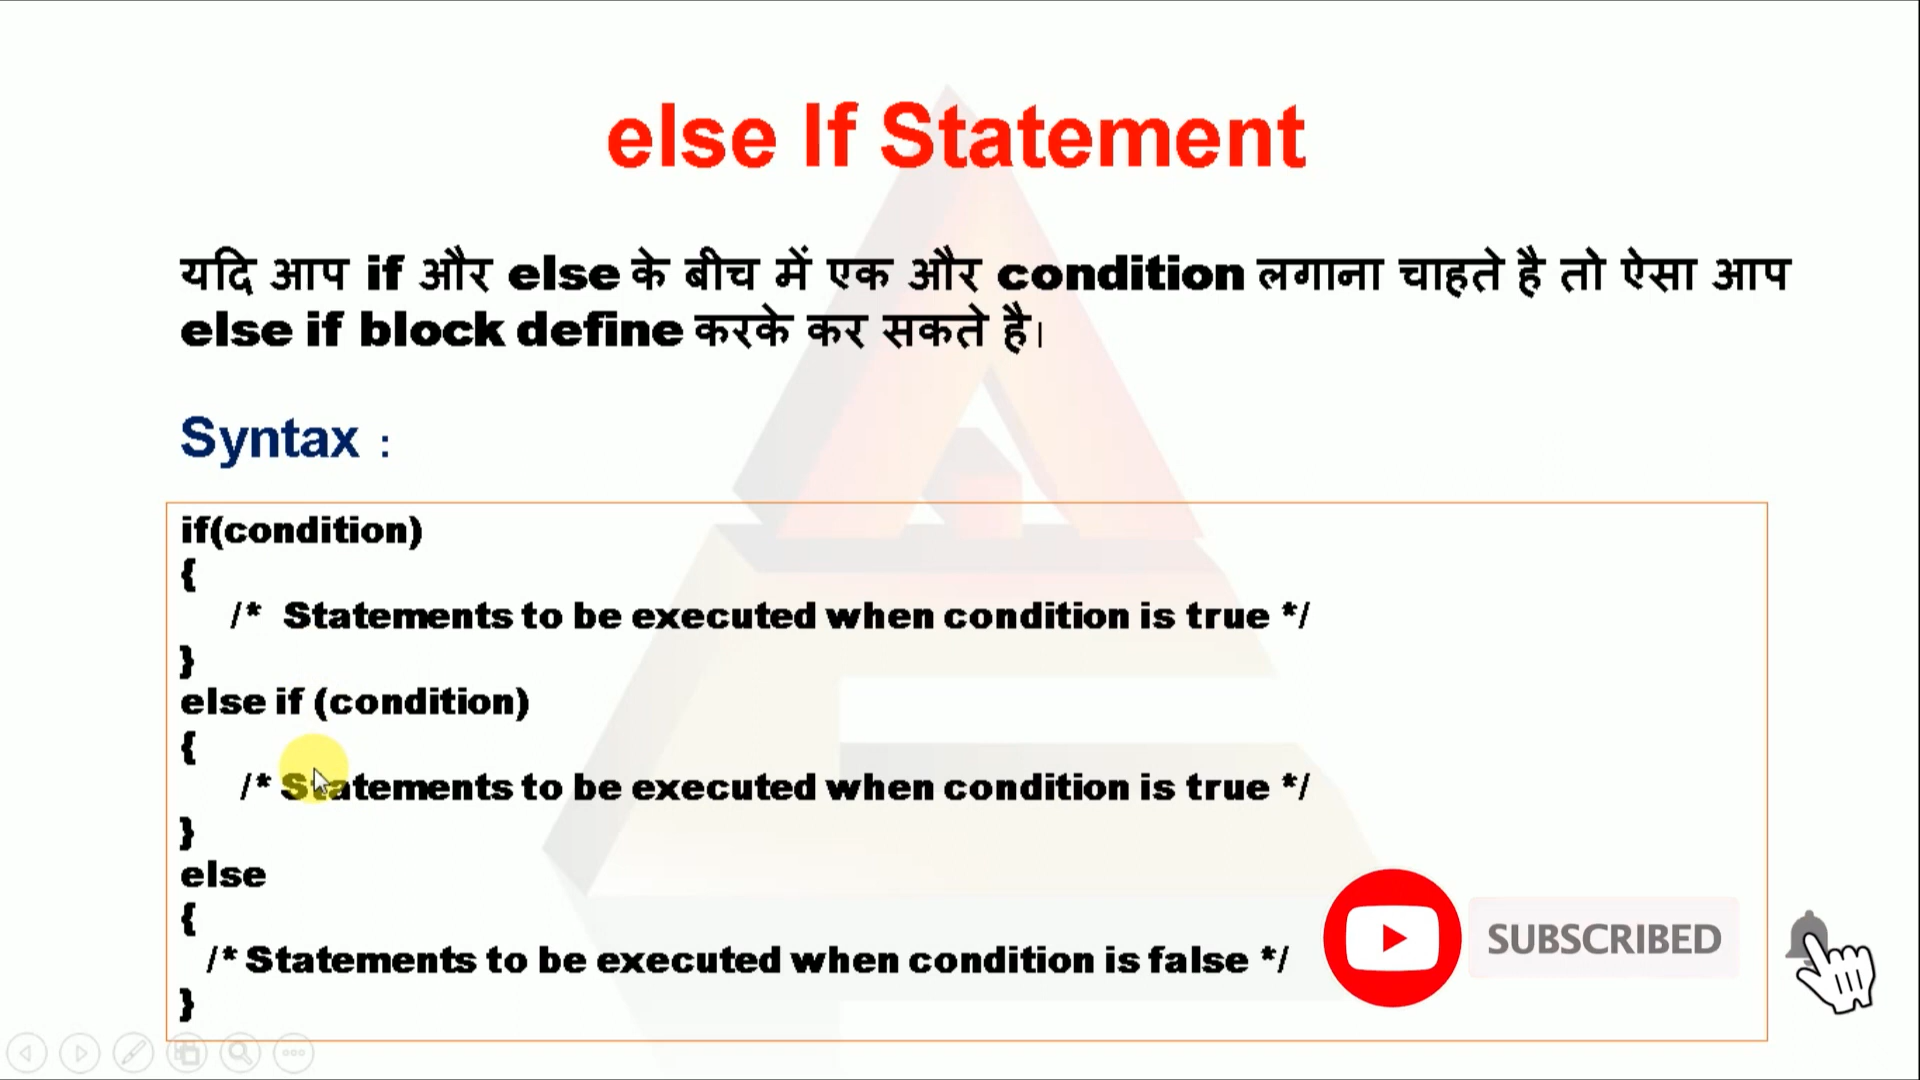 else If Statement
यदि आप if और else के बीच में एक और condition लगाना चाहते है तो ऐसा आप
else if block define करके कर सकते है।
Syntax :
if(condition)
{
/* Statements to be executed when condition is true */
}
else if (condition)
{
/* Statements to be executed when condition is true */
}
else
{
/* Statements to be executed when condition is false */
}
SUBSCRIBED